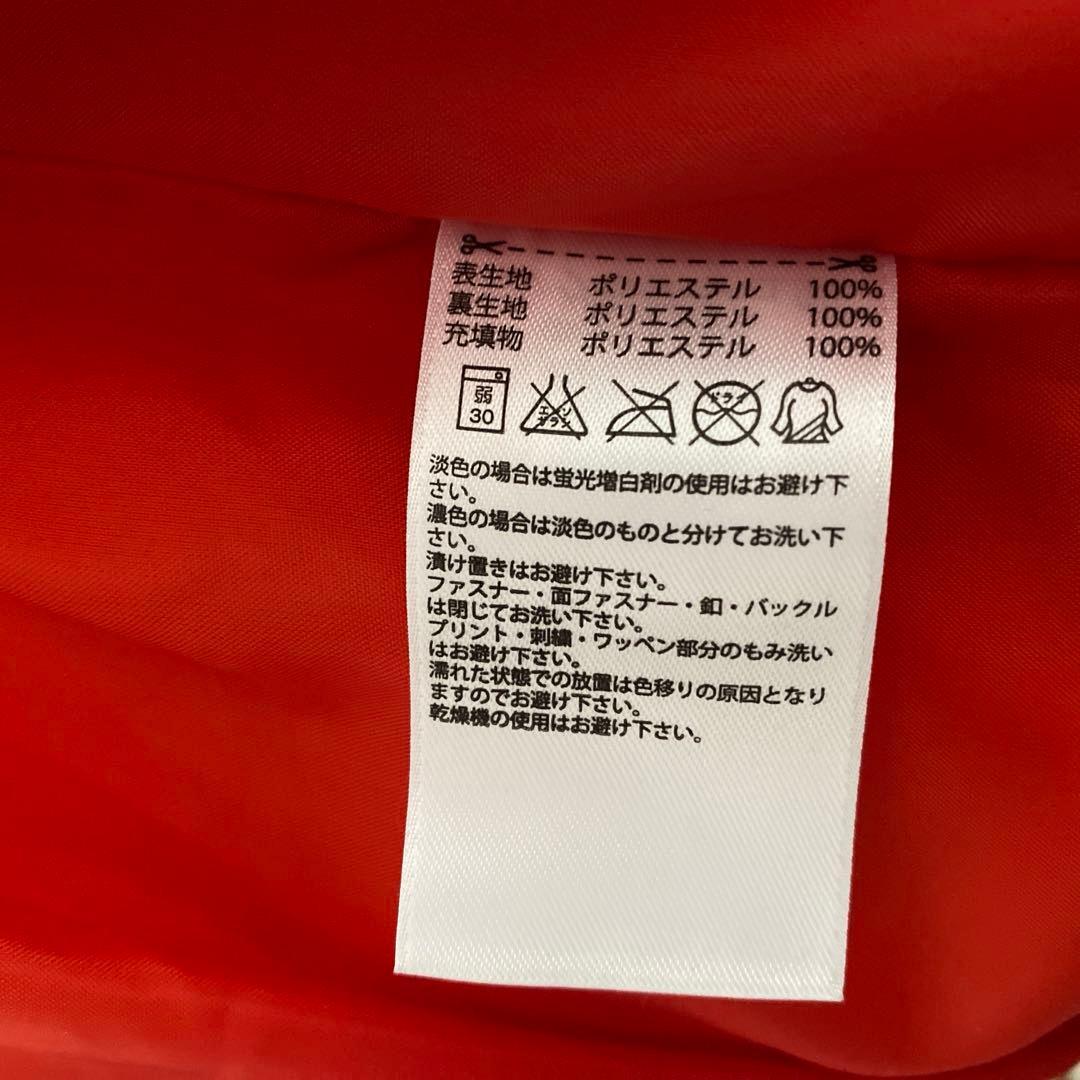 表生地 ポリエステル 100%
裏生地 ポリエステル 100%
充填物 ポリエステル 100%
弱 30 エンソ サラシ ドライ
淡色の場合は蛍光増白剤の使用はお避け下
さい。
濃色の場合は淡色のものと分けてお洗い下
さい。
漬け置きはお避け下さい。
ファスナー・面ファスナー・釦・バックル
は閉じてお洗い下さい。
プリント・刺繍・ワッペン部分のもみ洗い
はお避け下さい。
濡れた状態での放置は色移りの原因となり
ますのでお避け下さい。
乾燥機の使用はお避け下さい。